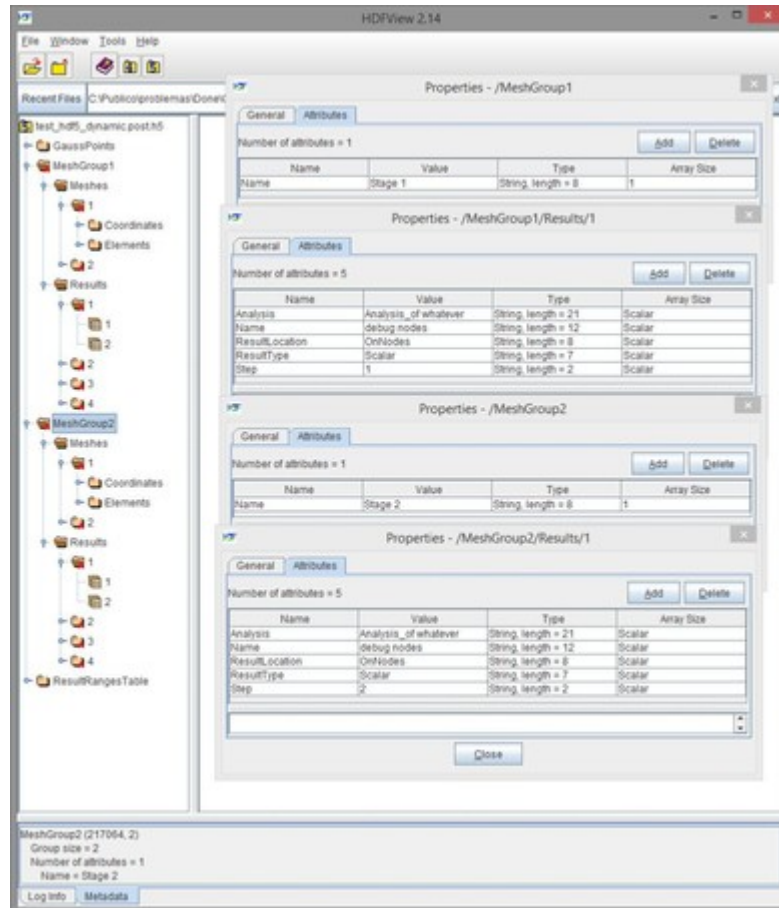 HDFView 2.14
File Window Tools Help
Recent Files C:\Publico\problemas\Done\G
test_hdf5_dynamic.post.h5
GaussPoints
MeshGroup1
Meshes
1
Coordinates
Elements
2
Results
1
1
2
2
3
4
MeshGroup2
Meshes
1
Coordinates
Elements
2
Results
1
1
2
2
3
4
ResultRangesTable
Properties - /MeshGroup1
General Attributes
Number of attributes = 1 Add Delete
Name Value Type Array Size
Name Stage 1 String, length = 8 1
Properties - /MeshGroup1/Results/1
General Attributes
Number of attributes = 5 Add Delete
Name Value Type Array Size
Analysis Analysis_of whatever String, length = 21 Scalar
Name debug nodes String, length = 12 Scalar
ResultLocation OnNodes String, length = 8 Scalar
ResultType Scalar String, length = 7 Scalar
Step 1 String, length = 2 Scalar
Properties - /MeshGroup2
General Attributes
Number of attributes = 1 Add Delete
Name Value Type Array Size
Name Stage 2 String, length = 8 1
Properties - /MeshGroup2/Results/1
General Attributes
Number of attributes = 5 Add Delete
Name Value Type Array Size
Analysis Analysis_of whatever String, length = 21 Scalar
Name debug nodes String, length = 12 Scalar
ResultLocation OnNodes String, length = 8 Scalar
ResultType Scalar String, length = 7 Scalar
Step 2 String, length = 2 Scalar
Close
MeshGroup2 (217064, 2)
Group size = 2
Number of attributes = 1
Name = Stage 2
Log Info Metadata